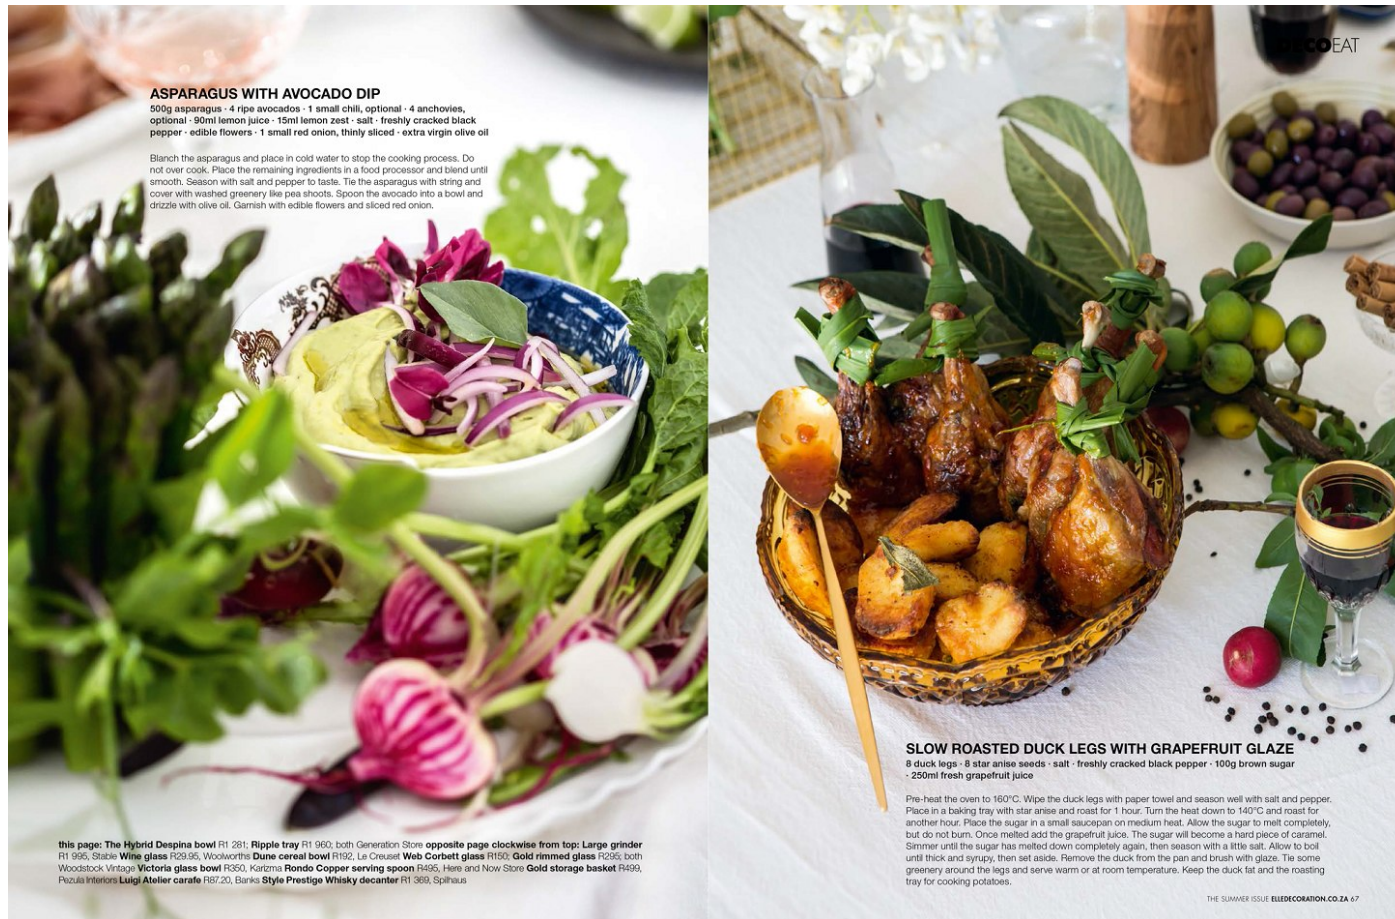 ASPARAGUS WITH AVOCADO DIP
500g asparagus · 4 ripe avocados · 1 small chili, optional · 4 anchovies,
optional · 90ml lemon juice · 15ml lemon zest · salt · freshly cracked black
pepper · edible flowers · 1 small red onion, thinly sliced · extra virgin olive oil
Blanch the asparagus and place in cold water to stop the cooking process. Do
not over cook. Place the remaining ingredients in a food processor and blend until
smooth. Season with salt and pepper to taste. Tie the asparagus with string and
cover with washed greenery like pea shoots. Spoon the avocado into a bowl and
drizzle with olive oil. Garnish with edible flowers and sliced red onion.
this page: The Hybrid Despina bowl R1 281; Ripple tray R1 960; both Generation Store opposite page clockwise from top: Large grinder
R1 995, Stable Wine glass R29.95, Woolworths Dune cereal bowl R192, Le Creuset Web Corbett glass R150; Gold rimmed glass R295; both
Woodstock Vintage Victoria glass bowl R350, Karizma Rondo Copper serving spoon R495, Here and Now Store Gold storage basket R499,
Pezula Interiors Luigi Atelier carafe R87.20, Banks Style Prestige Whisky decanter R1 369, Spilhaus
DECOEAT
SLOW ROASTED DUCK LEGS WITH GRAPEFRUIT GLAZE
8 duck legs · 8 star anise seeds · salt · freshly cracked black pepper · 100g brown sugar
· 250ml fresh grapefruit juice
Pre-heat the oven to 160°C. Wipe the duck legs with paper towel and season well with salt and pepper.
Place in a baking tray with star anise and roast for 1 hour. Turn the heat down to 140°C and roast for
another hour. Place the sugar in a small saucepan on medium heat. Allow the sugar to melt completely,
but do not burn. Once melted add the grapefruit juice. The sugar will become a hard piece of caramel.
Simmer until the sugar has melted down completely again, then season with a little salt. Allow to boil
until thick and syrupy, then set aside. Remove the duck from the pan and brush with glaze. Tie some
greenery around the legs and serve warm or at room temperature. Keep the duck fat and the roasting
tray for cooking potatoes.
THE SUMMER ISSUE ELLEDECORATION.CO.ZA 67